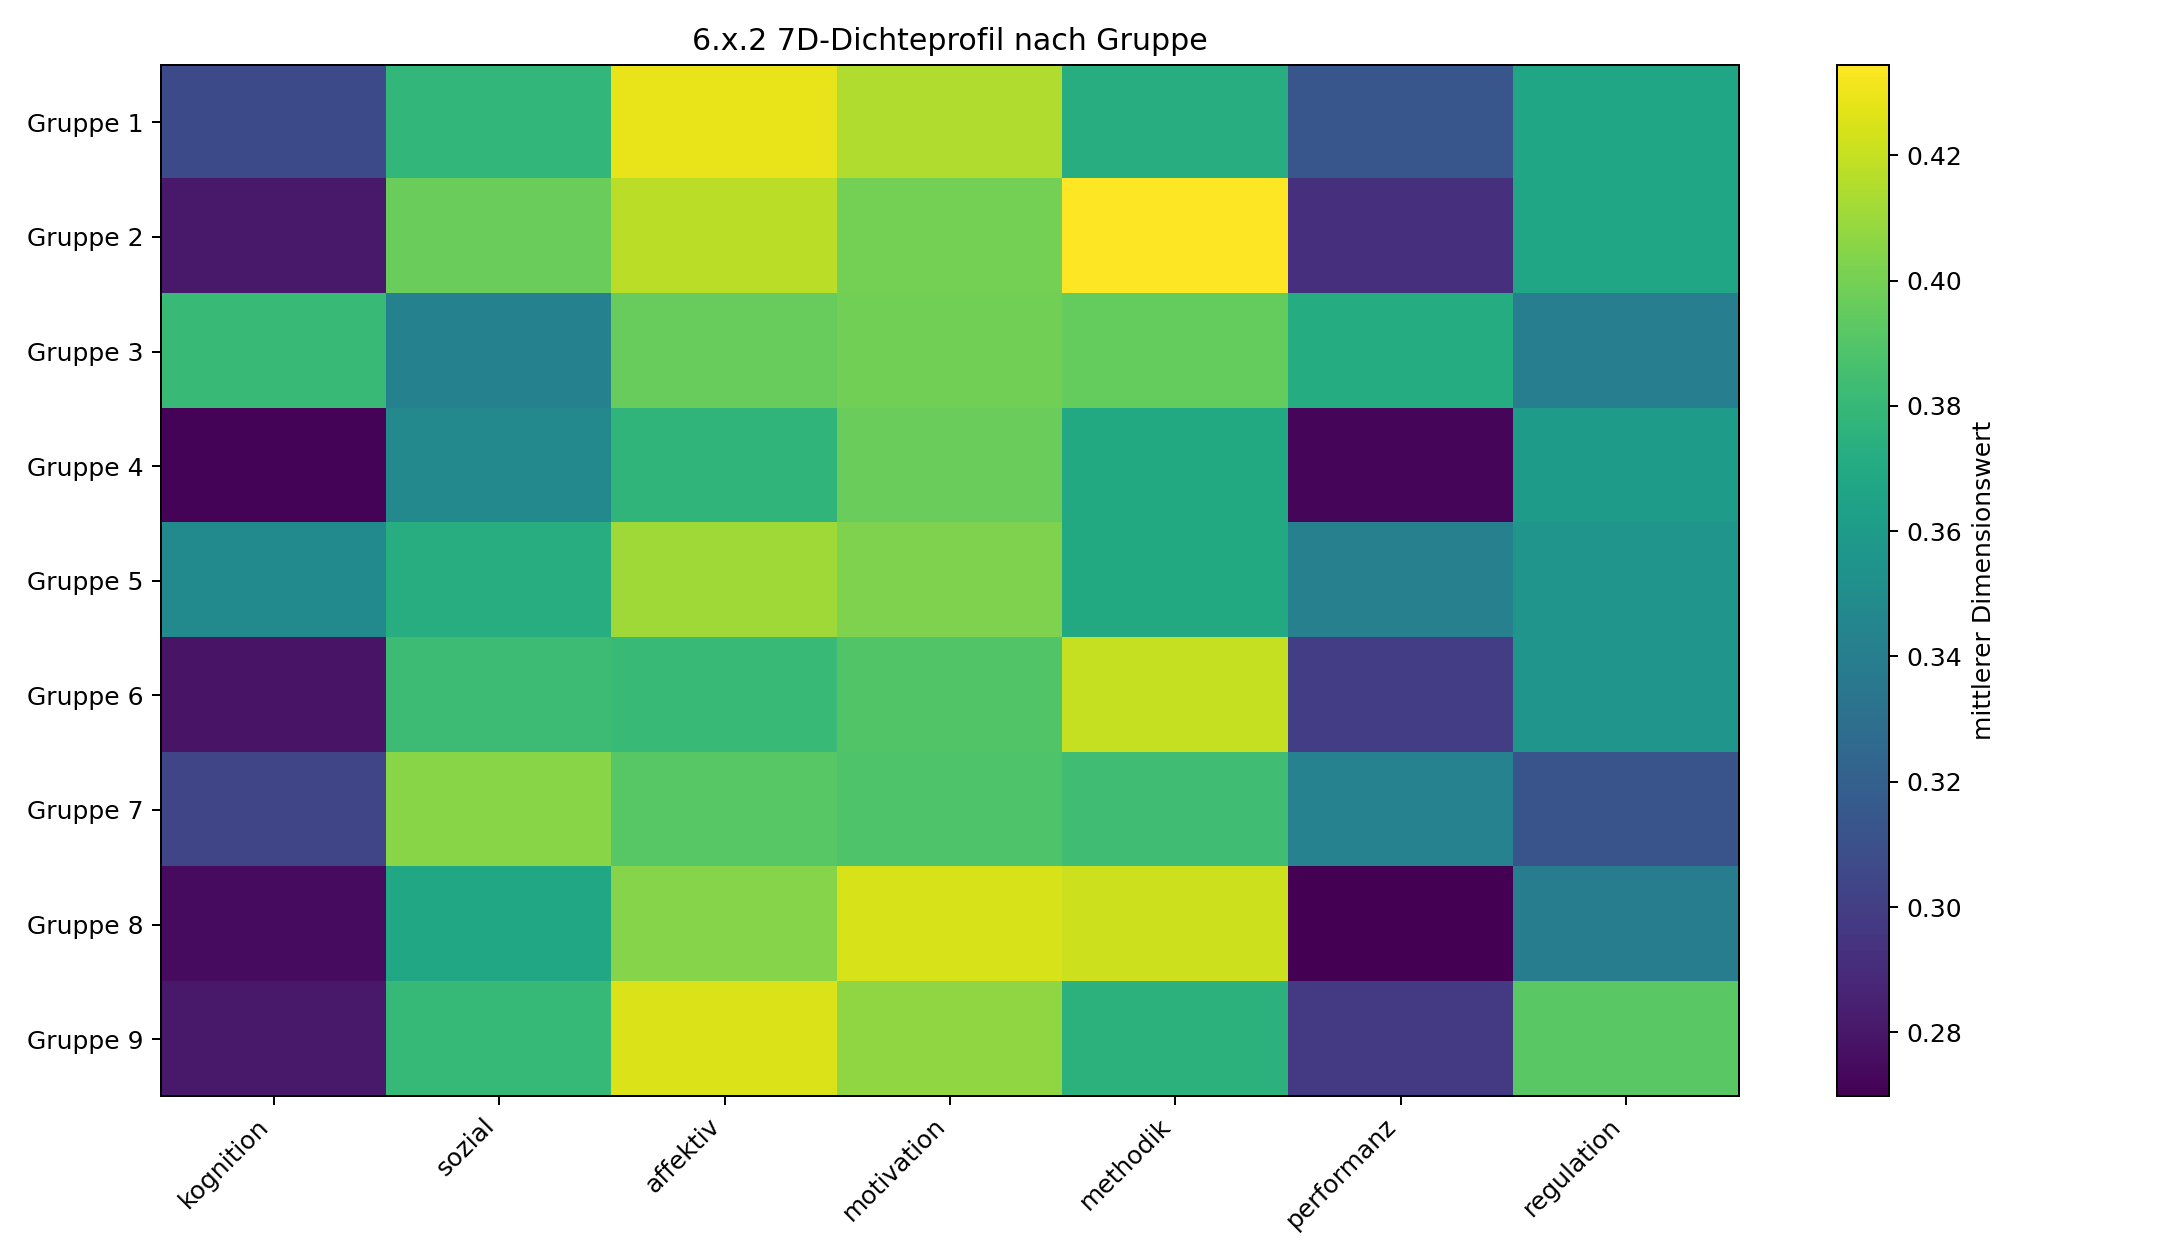 6.x.2 7D-Dichteprofil nach Gruppe
Gruppe 1
Gruppe 2
Gruppe 3
Gruppe 4
Gruppe 5
Gruppe 6
Gruppe 7
Gruppe 8
Gruppe 9
kognition
sozial
affektiv
motivation
methodik
performanz
regulation
0.42
0.40
0.38
0.36
0.34
0.32
0.30
0.28
mittlerer Dimensionswert